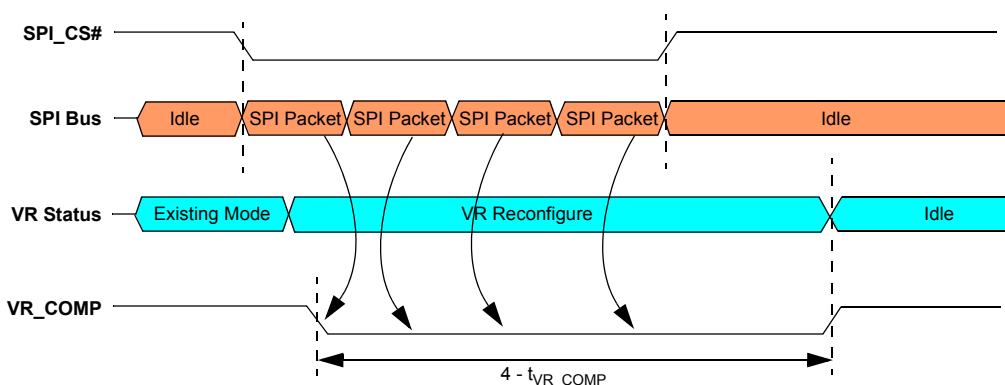 SPI_CS#
SPI Bus
Idle
SPI Packet
SPI Packet
SPI Packet
SPI Packet
Idle
VR Status
Existing Mode
VR Reconfigure
Idle
VR_COMP
4 - tVR_COMP